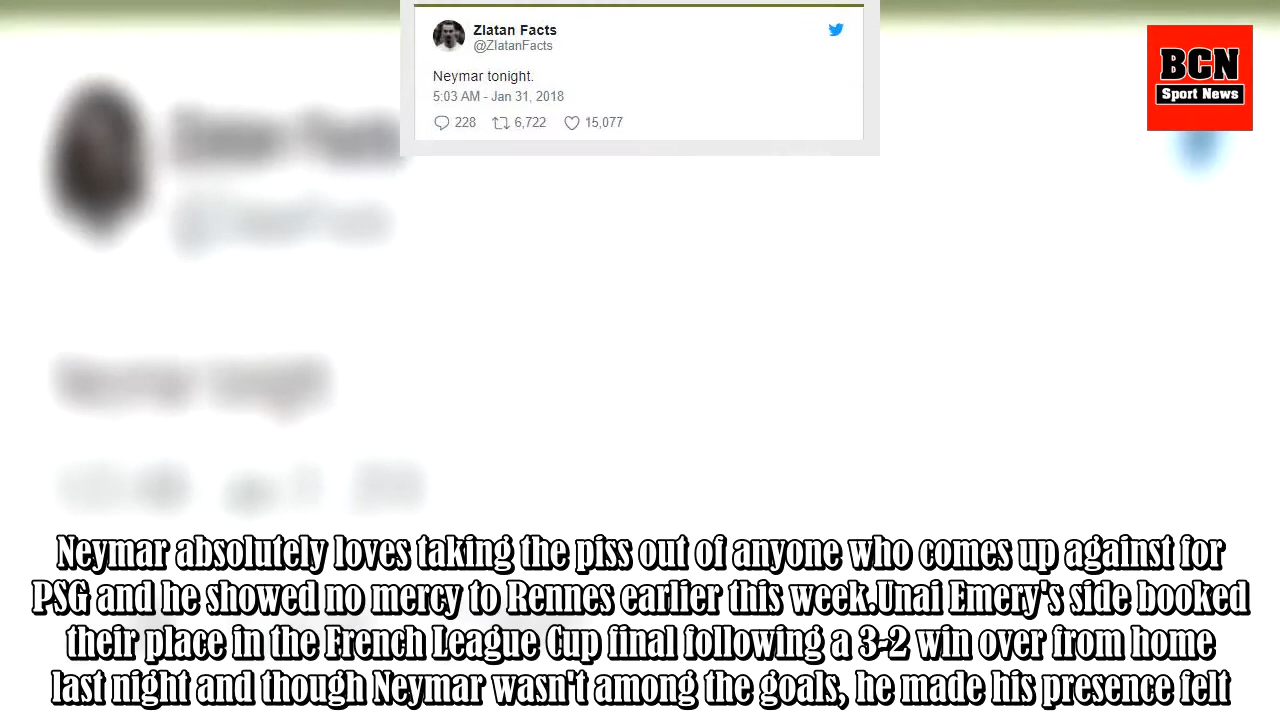 Zlatan Facts
@ZlatanFacts
Neymar tonight.
5:03 AM - Jan 31, 2018
228 6,722 15,077
BCN
Sport News
Neymar absolutely loves taking the piss out of anyone who comes up against for
PSG and he showed no mercy to Rennes earlier this week.Unai Emery's side booked
their place in the French League Cup final following a 3-2 win over from home
last night and though Neymar wasn't among the goals, he made his presence felt